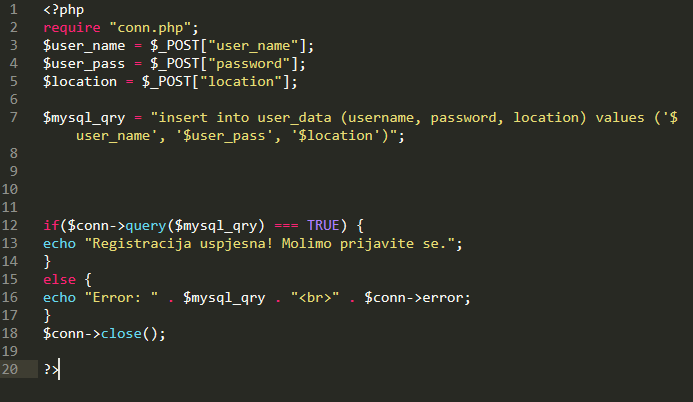 1 <?php
2 require "conn.php";
3 $user_name = $_POST["user_name"];
4 $user_pass = $_POST["password"];
5 $location = $_POST["location"];
6
7 $mysql_qry = "insert into user_data (username, password, location) values ('$
user_name', '$user_pass', '$location')";
8
9
10
11
12 if($conn->query($mysql_qry) === TRUE) {
13 echo "Registracija uspjesna! Molimo prijavite se.";
14 }
15 else {
16 echo "Error: " . $mysql_qry . "<br>" . $conn->error;
17 }
18 $conn->close();
19
20 ?>